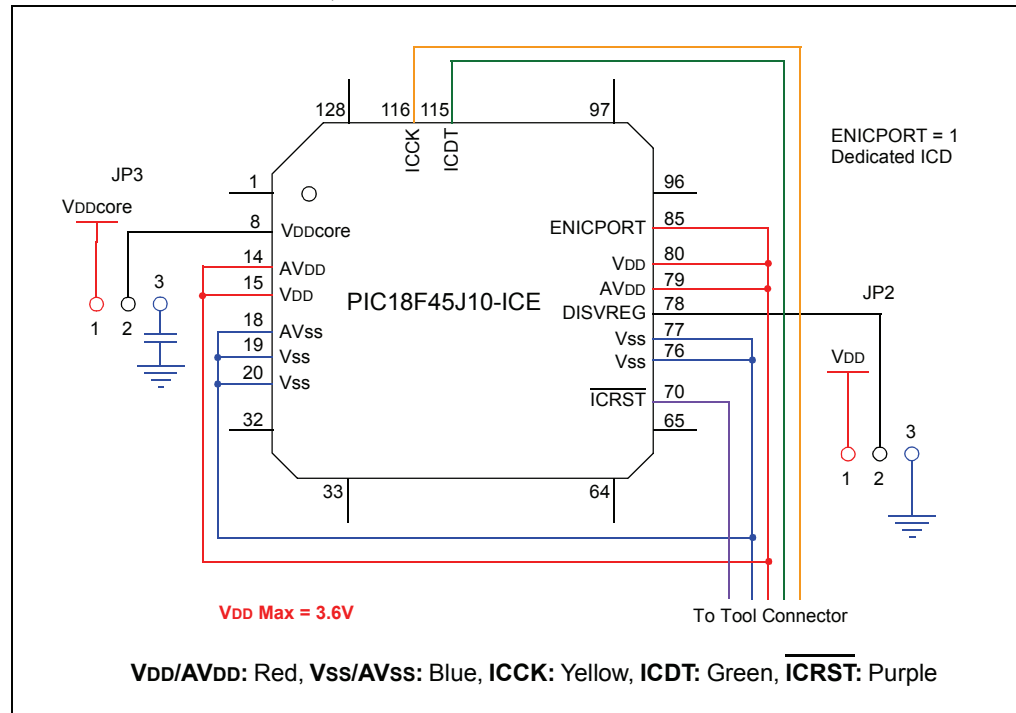 128
116
115
97
ICCK
ICDT
ENICPORT = 1
Dedicated ICD
JP3
VDDcore
1
96
8
VDDcore
ENICPORT
85
14
AVDD
VDD
80
3
15
VDD
AVDD
79
JP2
PIC18F45J10-ICE
DISVREG
78
1
2
18
AVss
Vss
77
19
Vss
Vss
76
VDD
20
Vss
ICRST
70
32
65
3
1
2
33
64
VDD Max = 3.6V
To Tool Connector
VDD/AVDD: Red, Vss/AVss: Blue, ICCK: Yellow, ICDT: Green, ICRST: Purple